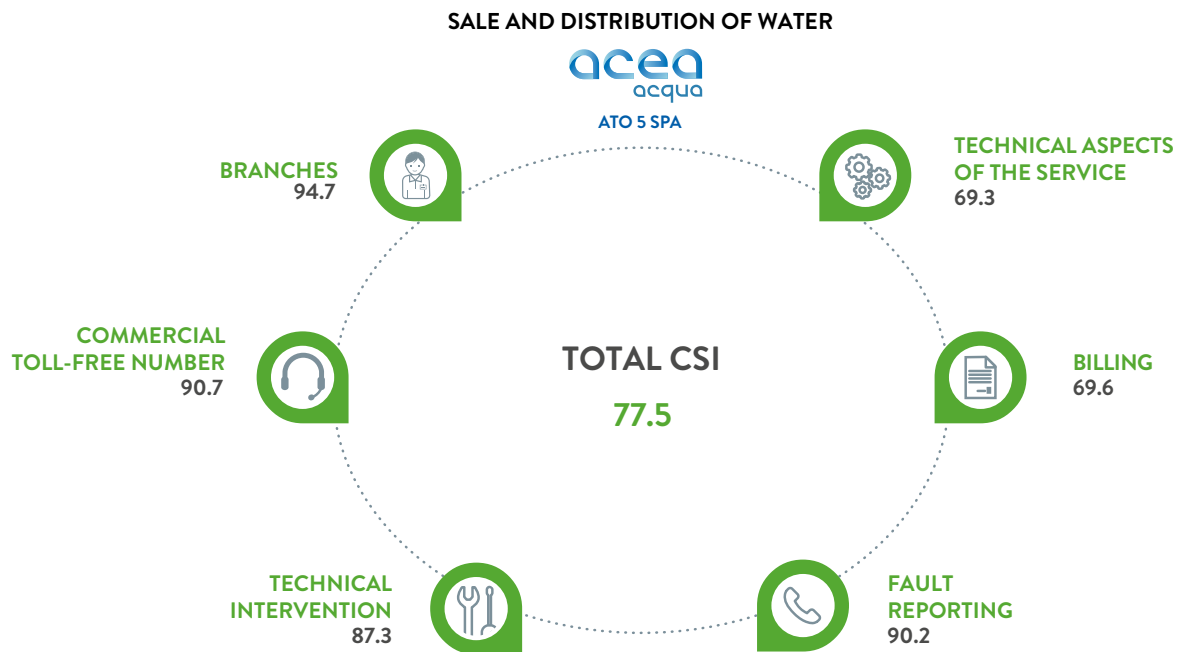 SALE AND DISTRIBUTION OF WATER
acea
acqua
ATO 5 SPA
BRANCHES
94.7
TECHNICAL ASPECTS
OF THE SERVICE
69.3
COMMERCIAL
TOLL-FREE NUMBER
90.7
TOTAL CSI
77.5
BILLING
69.6
TECHNICAL
INTERVENTION
87.3
FAULT
REPORTING
90.2